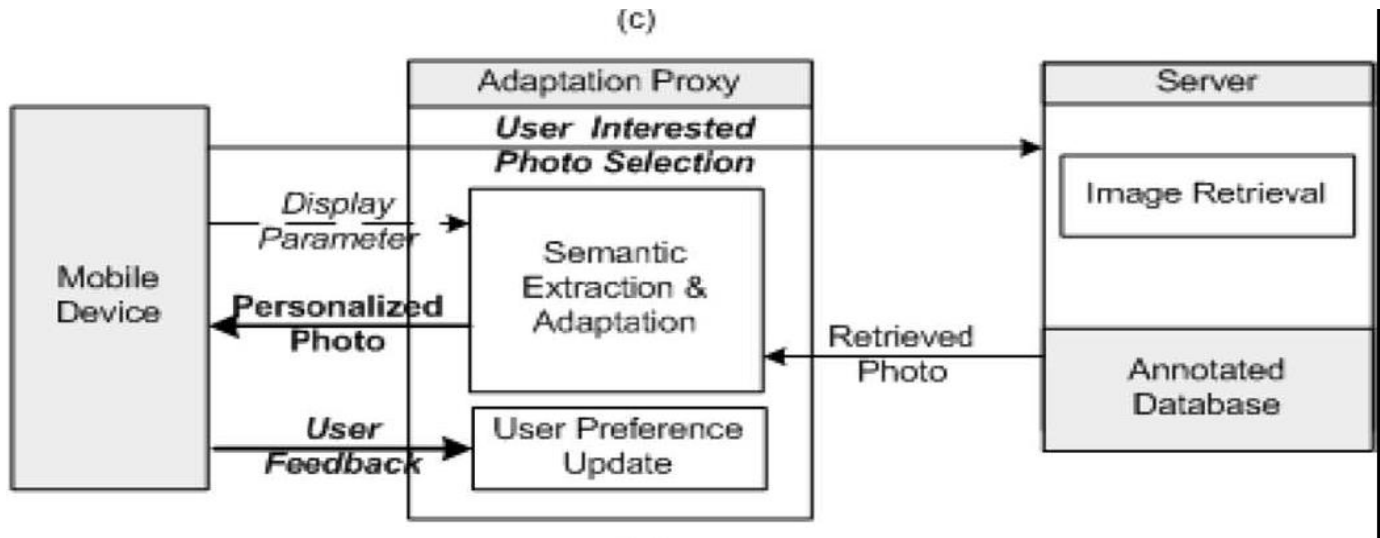 (c)
Adaptation Proxy
Server
User Interested
Photo Selection
Image Retrieval
Display
Parameter
Semantic
Extraction &
Adaptation
Mobile
Device
Personalized
Photo
Retrieved
Photo
Annotated
Database
User
Feedback
User Preference
Update